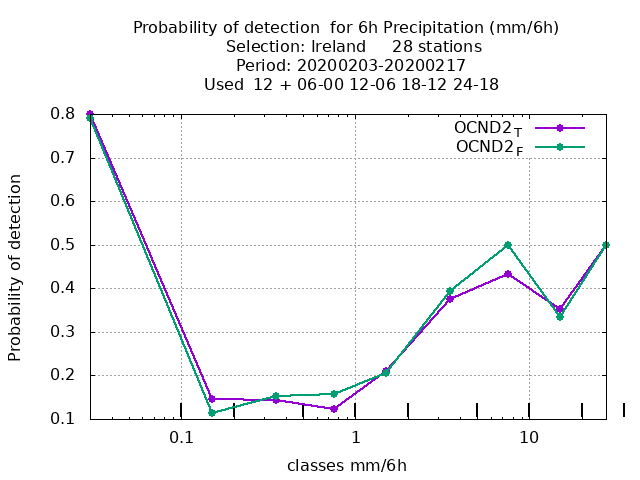 Probability of detection  for 6h Precipitation (mm/6h)
Selection: Ireland     28 stations
Period: 20200203-20200217
Used  12 + 06-00 12-06 18-12 24-18
OCND2T
OCND2F
Probability of detection
0.8
0.7
0.6
0.5
0.4
0.3
0.2
0.1
0.1 1 10
classes mm/6h